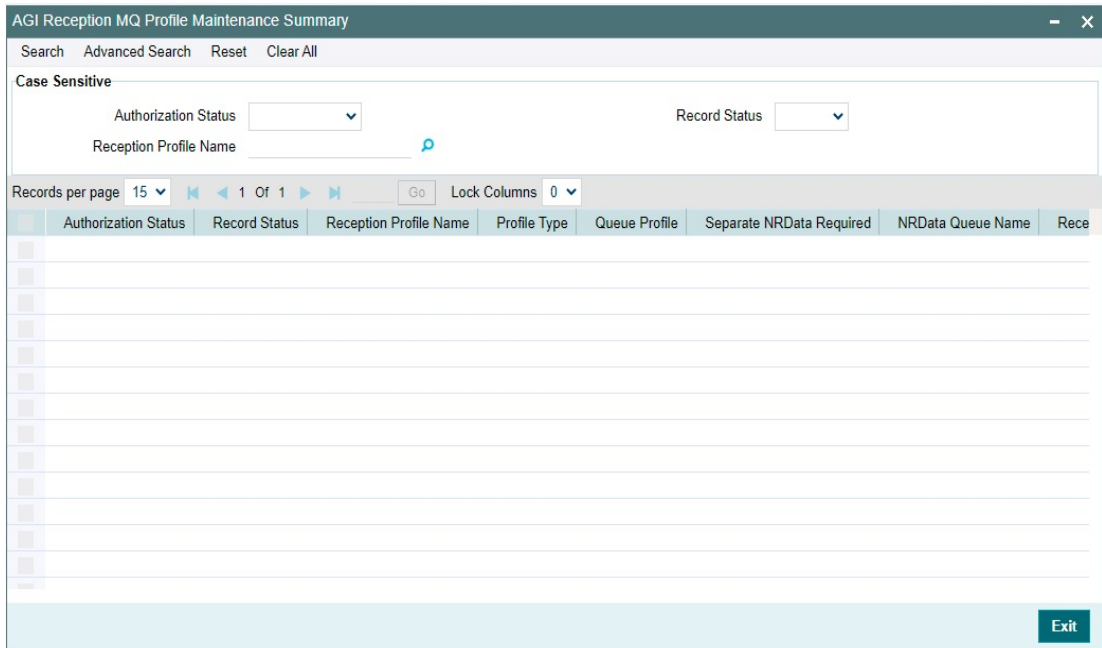 AGI Reception MQ Profile Maintenance Summary
Search Advanced Search Reset Clear All
Case Sensitive
Authorization Status Record Status
Reception Profile Name
Records per page 15 1 Of 1 Go Lock Columns 0
Authorization Status Record Status Reception Profile Name Profile Type Queue Profile Separate NRData Required NRData Queue Name Rece
Exit